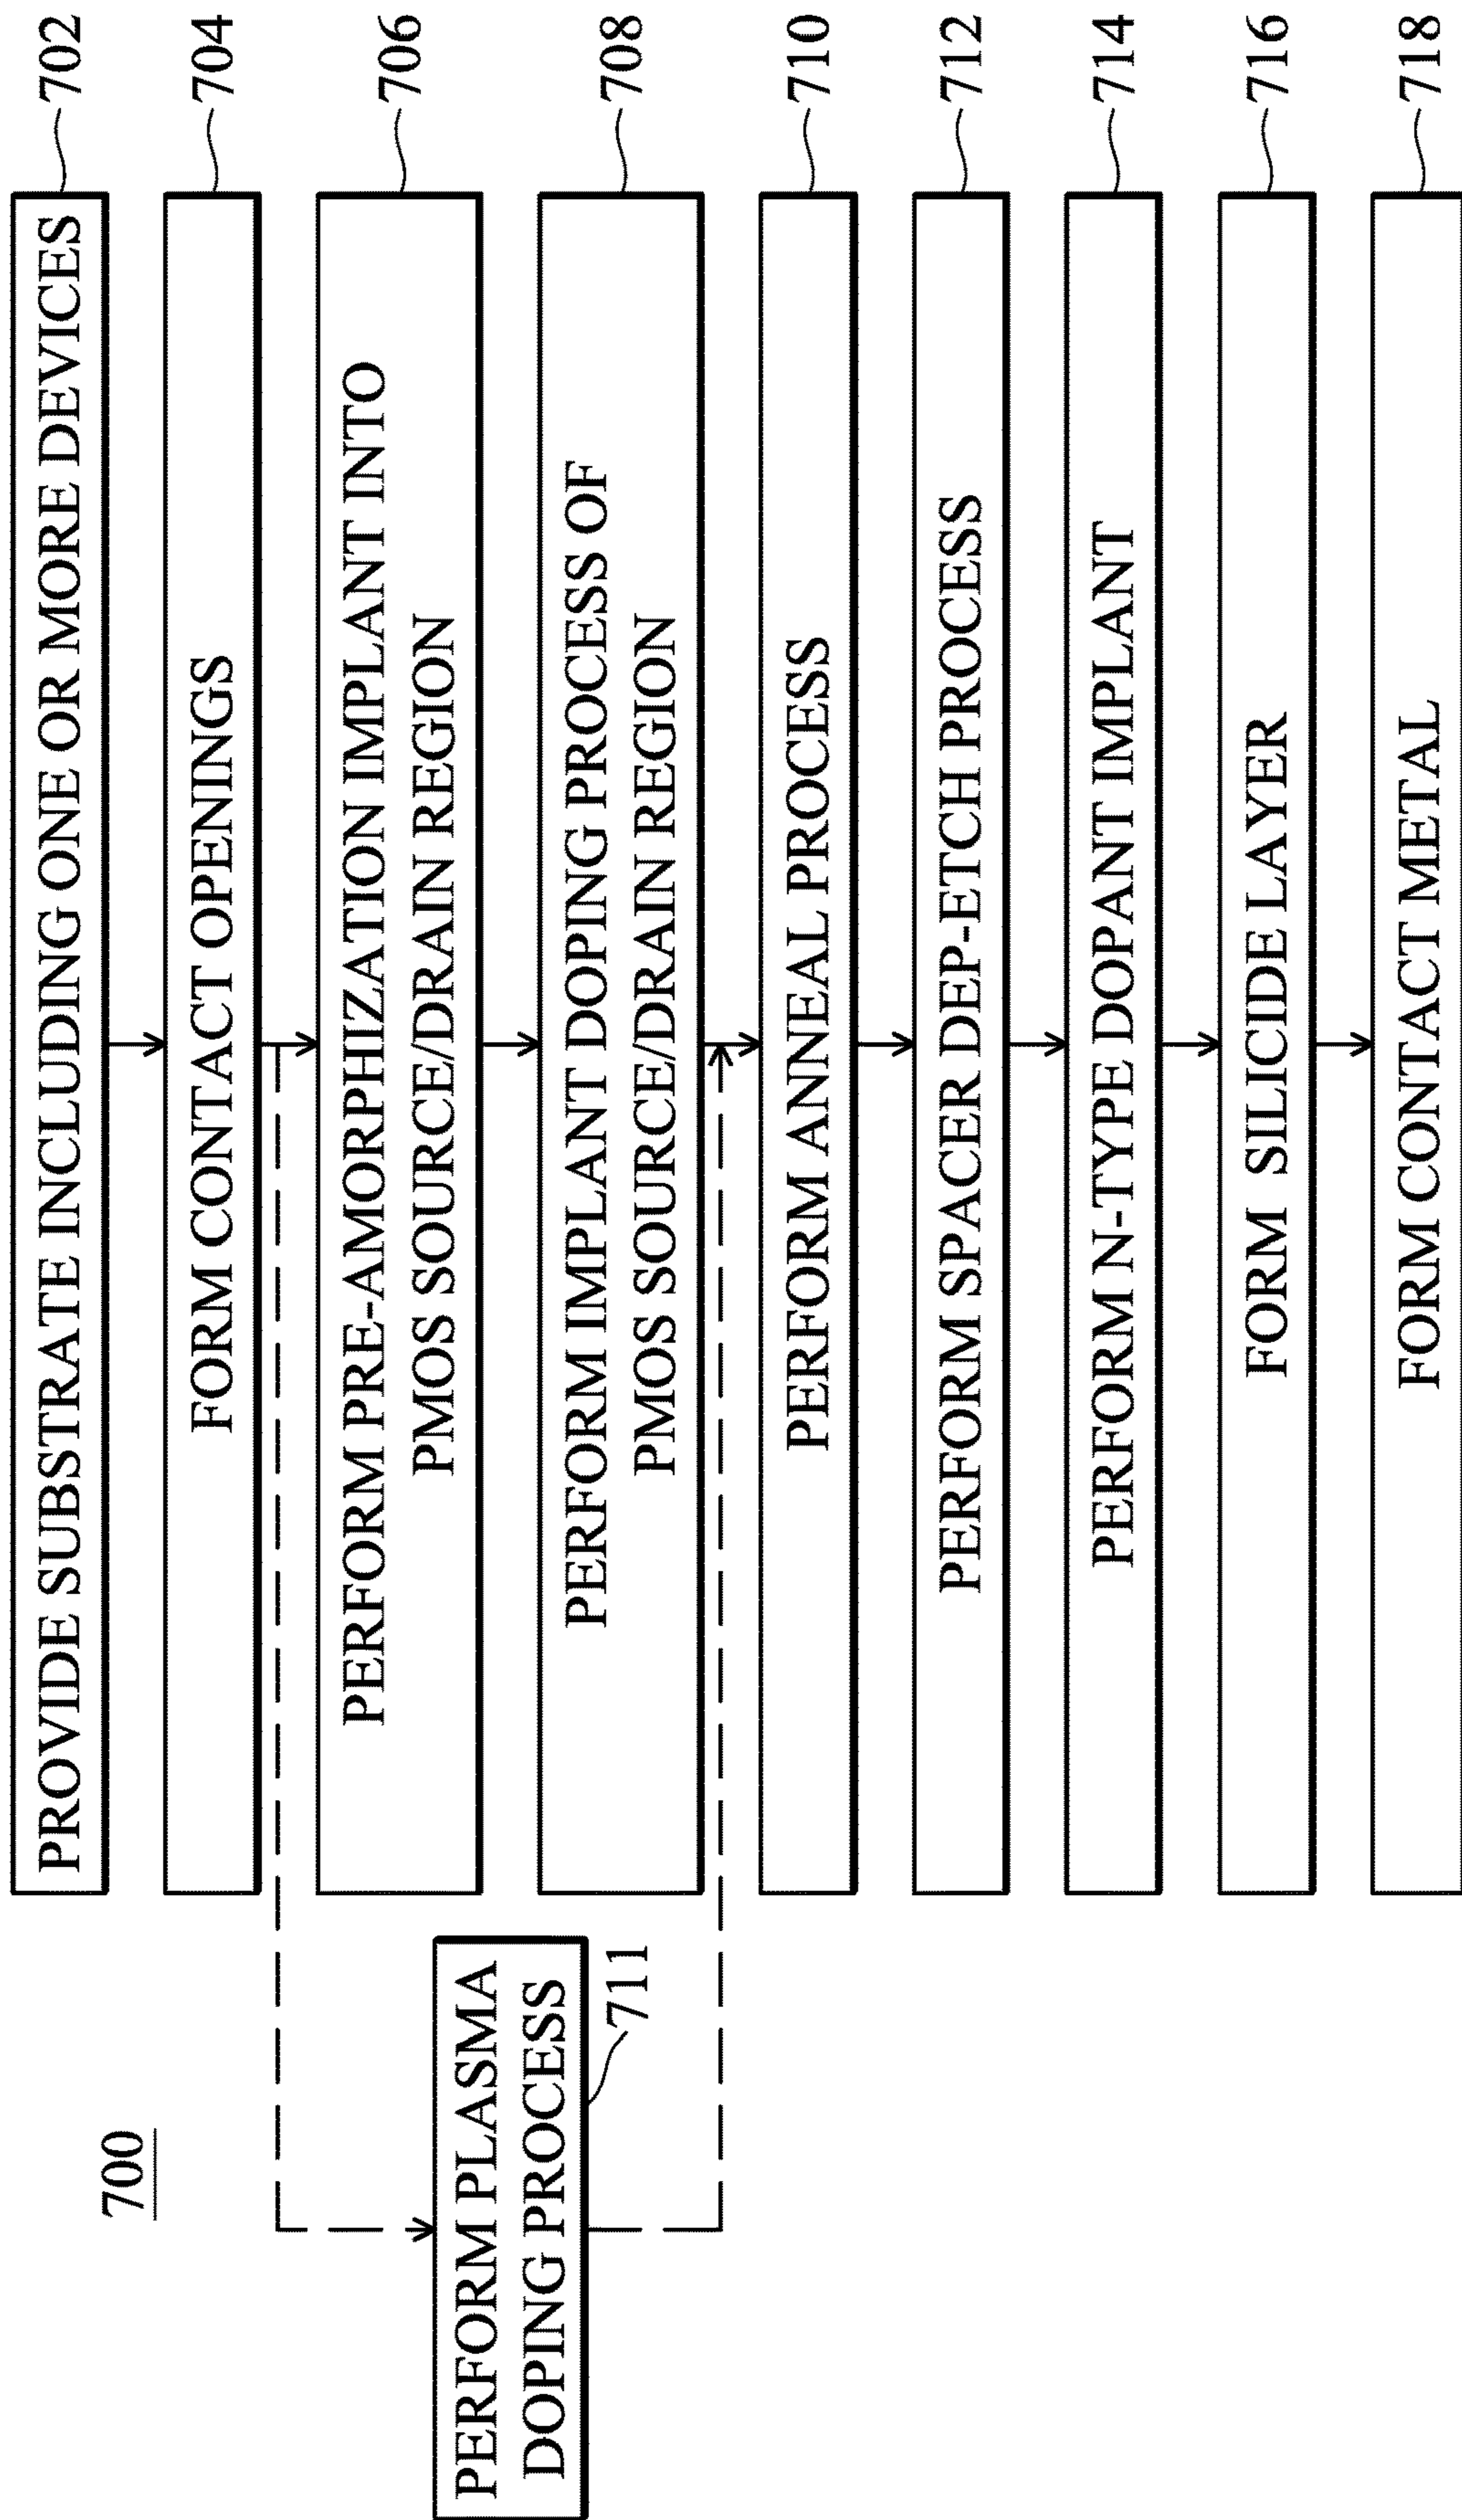 700
PROVIDE SUBSTRATE INCLUDING ONE OR MORE DEVICES
702
FORM CONTACT OPENINGS
704
PERFORM PRE-AMORPHIZATION IMPLANT INTO
PMOS SOURCE/DRAIN REGION
706
PERFORM IMPLANT DOPING PROCESS OF
PMOS SOURCE/DRAIN REGION
708
PERFORM PLASMA
DOPING PROCESS
711
PERFORM ANNEAL PROCESS
710
PERFORM SPACER DEP-ETCH PROCESS
712
PERFORM N-TYPE DOPANT IMPLANT
714
FORM SILICIDE LAYER
716
FORM CONTACT METAL
718